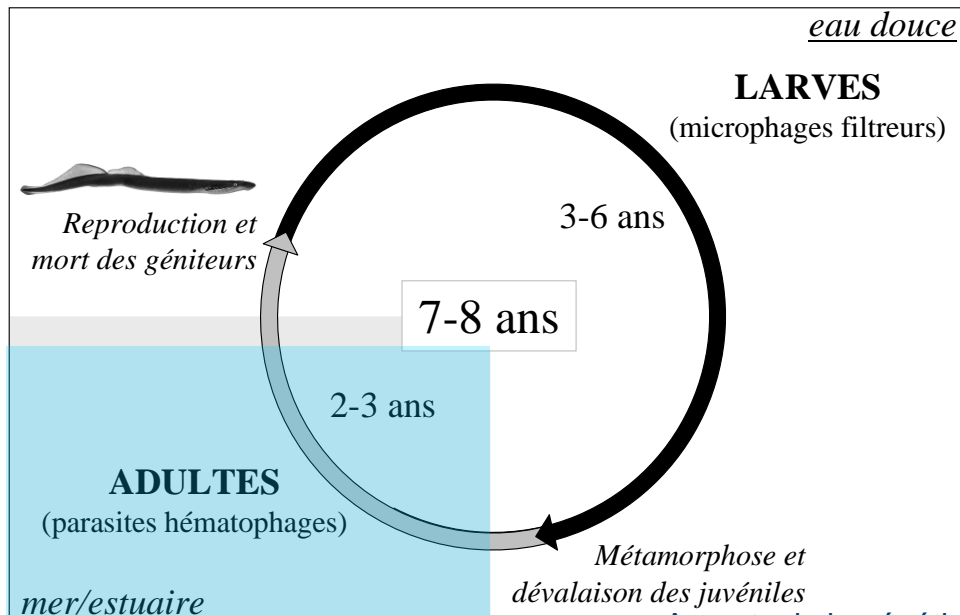 eau douce
LARVES
(microphages filtreurs)
3-6 ans
Reproduction et
mort des géniteurs
7-8 ans
2-3 ans
ADULTES
(parasites hématophages)
Métamorphose et
dévalaison des juvéniles
mer/estuaire